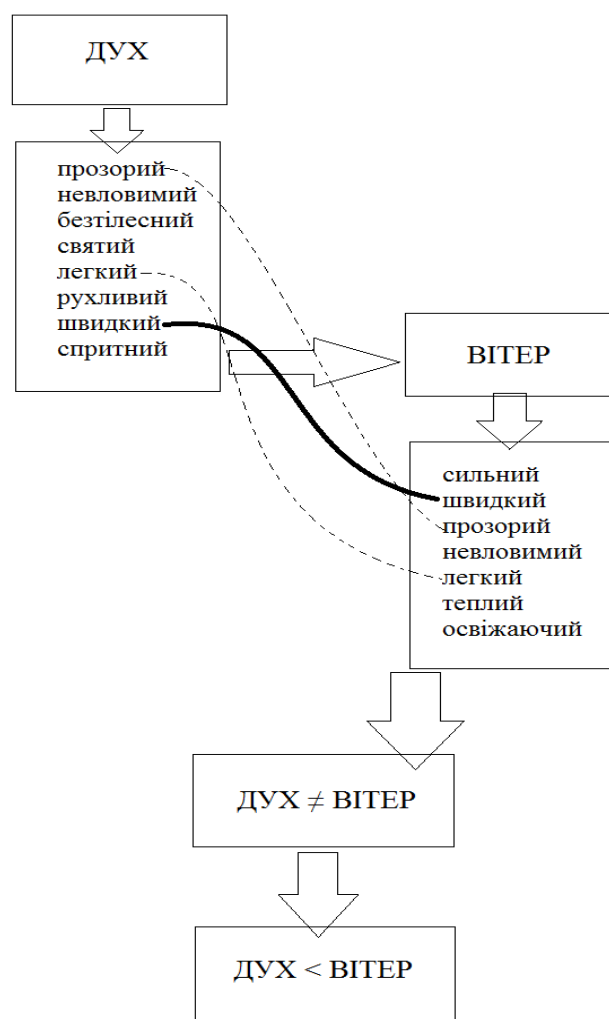 ДУХ
прозорий
невловимий
безтілесний
святий
легкий
рухливий
швидкий
спритний
ВІТЕР
сильний
швидкий
прозорий
невловимий
легкий
теплий
освіжаючий
ДУХ ≠ ВІТЕР
ДУХ < ВІТЕР